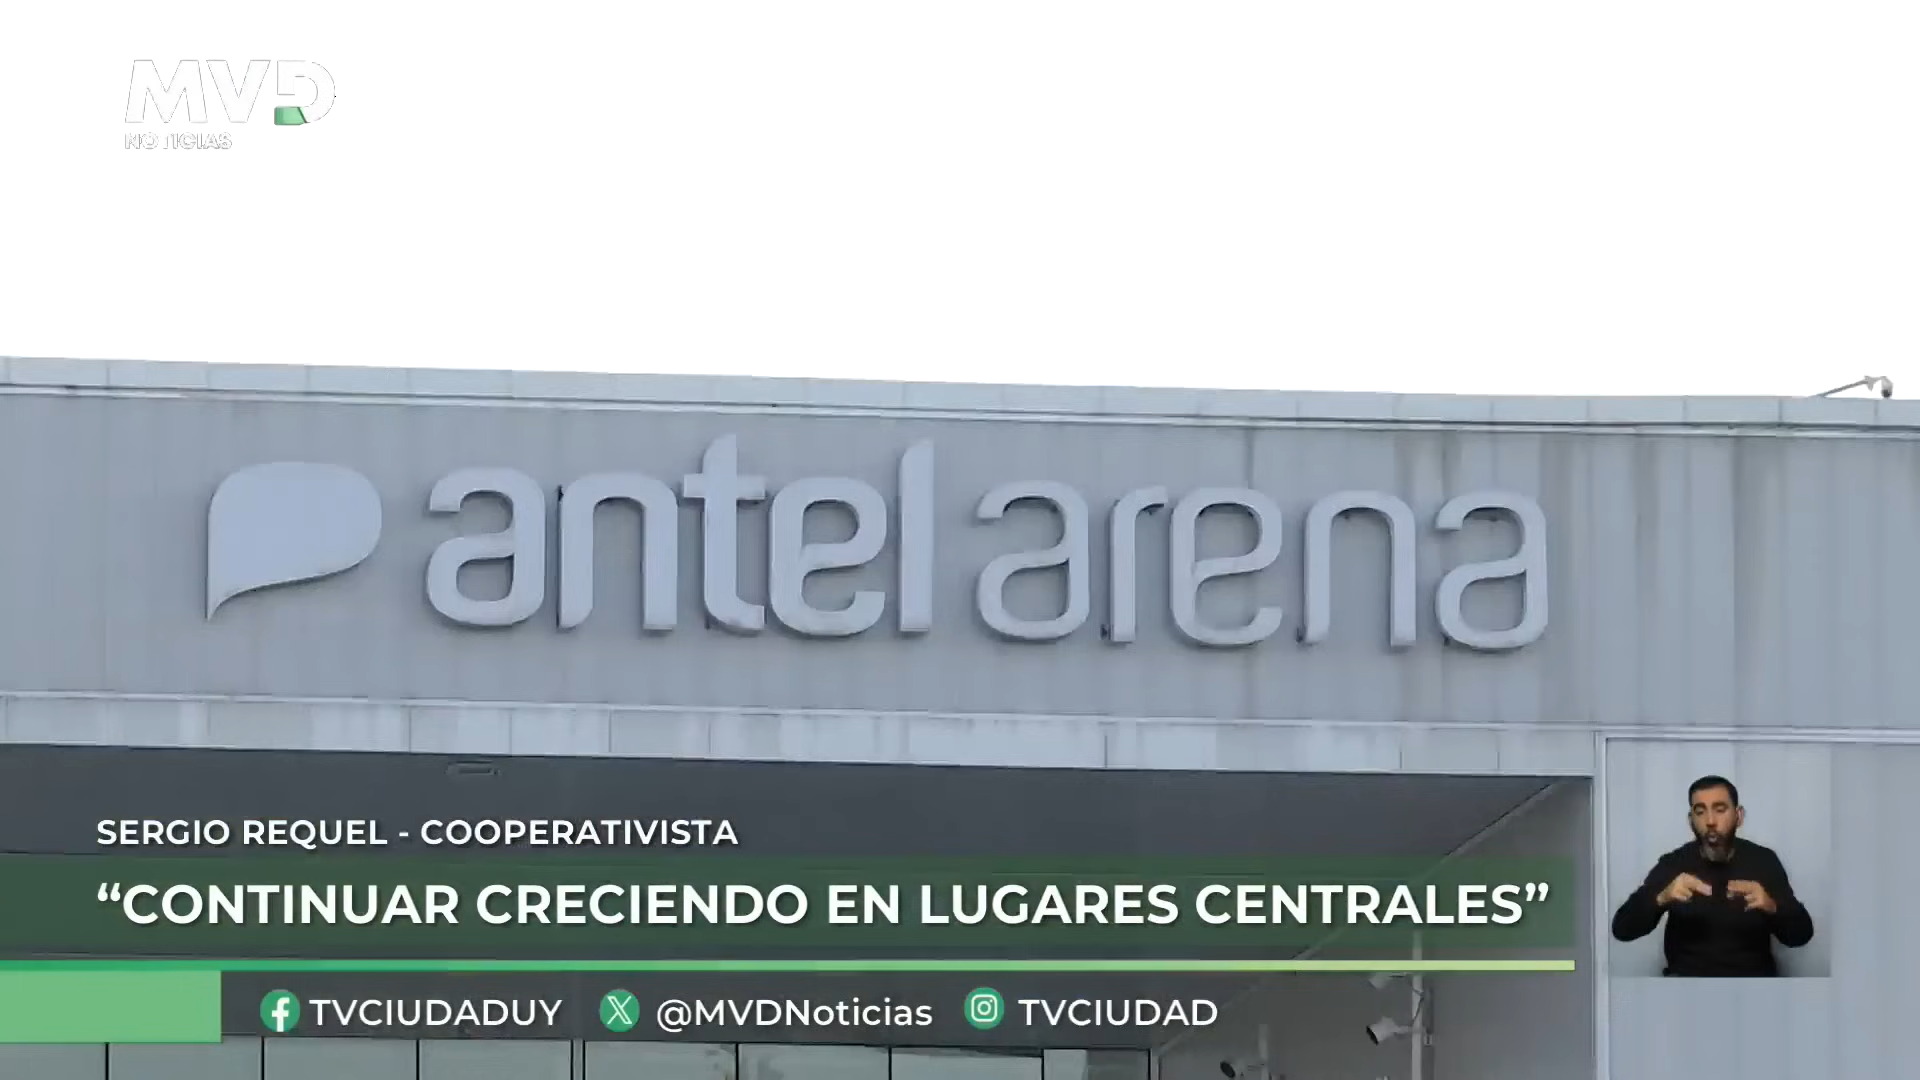 MVD
NOTICIAS
antel arena
SERGIO REQUEL - COOPERATIVISTA
“CONTINUAR CRECIENDO EN LUGARES CENTRALES”
TVCIUDADUY @MVDNoticias TVCIUDAD